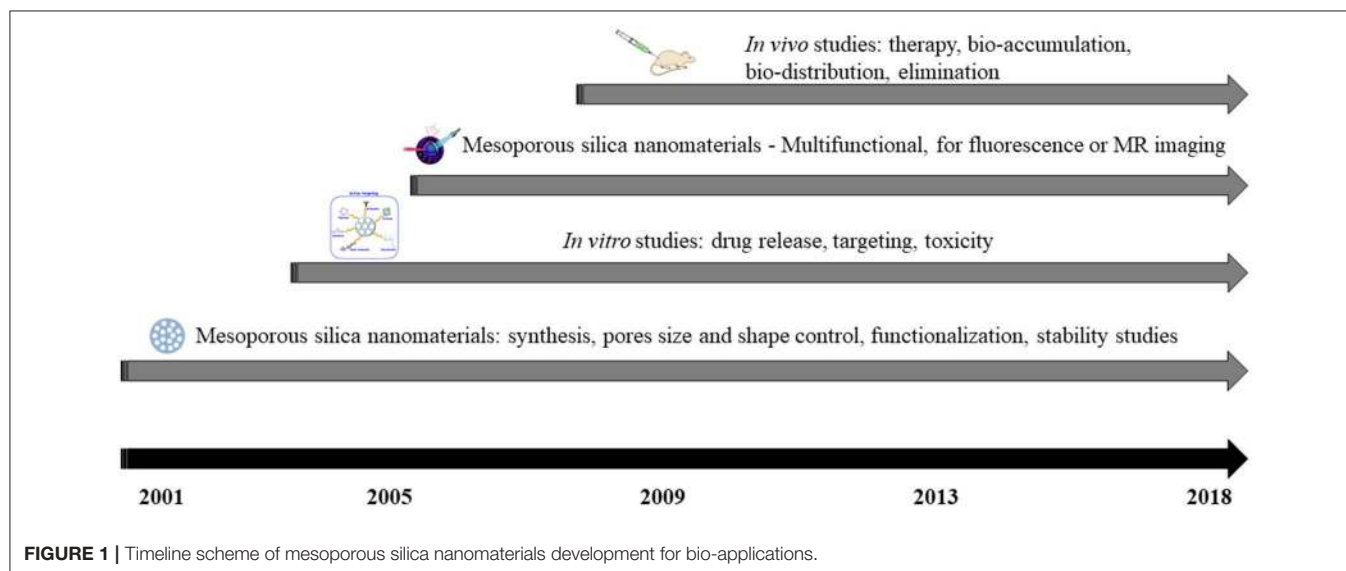 In vivo studies: therapy, bio-accumulation,
bio-distribution, elimination
Mesoporous silica nanomaterials - Multifunctional, for fluorescence or MR imaging
In vitro studies: drug release, targeting, toxicity
Mesoporous silica nanomaterials: synthesis, pores size and shape control, functionalization, stability studies
2001 2005 2009 2013 2018
FIGURE 1 | Timeline scheme of mesoporous silica nanomaterials development for bio-applications.